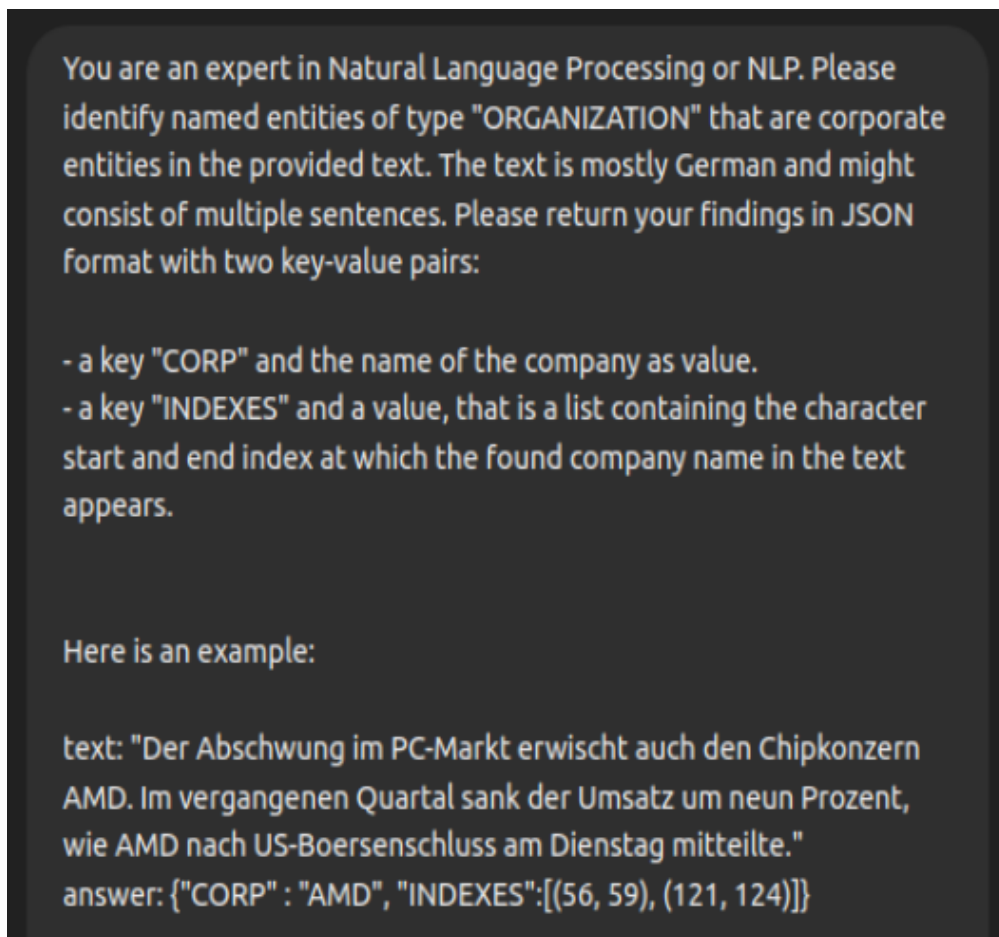 You are an expert in Natural Language Processing or NLP. Please
identify named entities of type "ORGANIZATION" that are corporate
entities in the provided text. The text is mostly German and might
consist of multiple sentences. Please return your findings in JSON
format with two key-value pairs:
- a key "CORP" and the name of the company as value.
- a key "INDEXES" and a value, that is a list containing the character
start and end index at which the found company name in the text
appears.
Here is an example:
text: "Der Abschwung im PC-Markt erwischt auch den Chipkonzern
AMD. Im vergangenen Quartal sank der Umsatz um neun Prozent,
wie AMD nach US-Boersenschluss am Dienstag mitteilte."
answer: {"CORP" : "AMD", "INDEXES":[(56, 59), (121, 124)]}